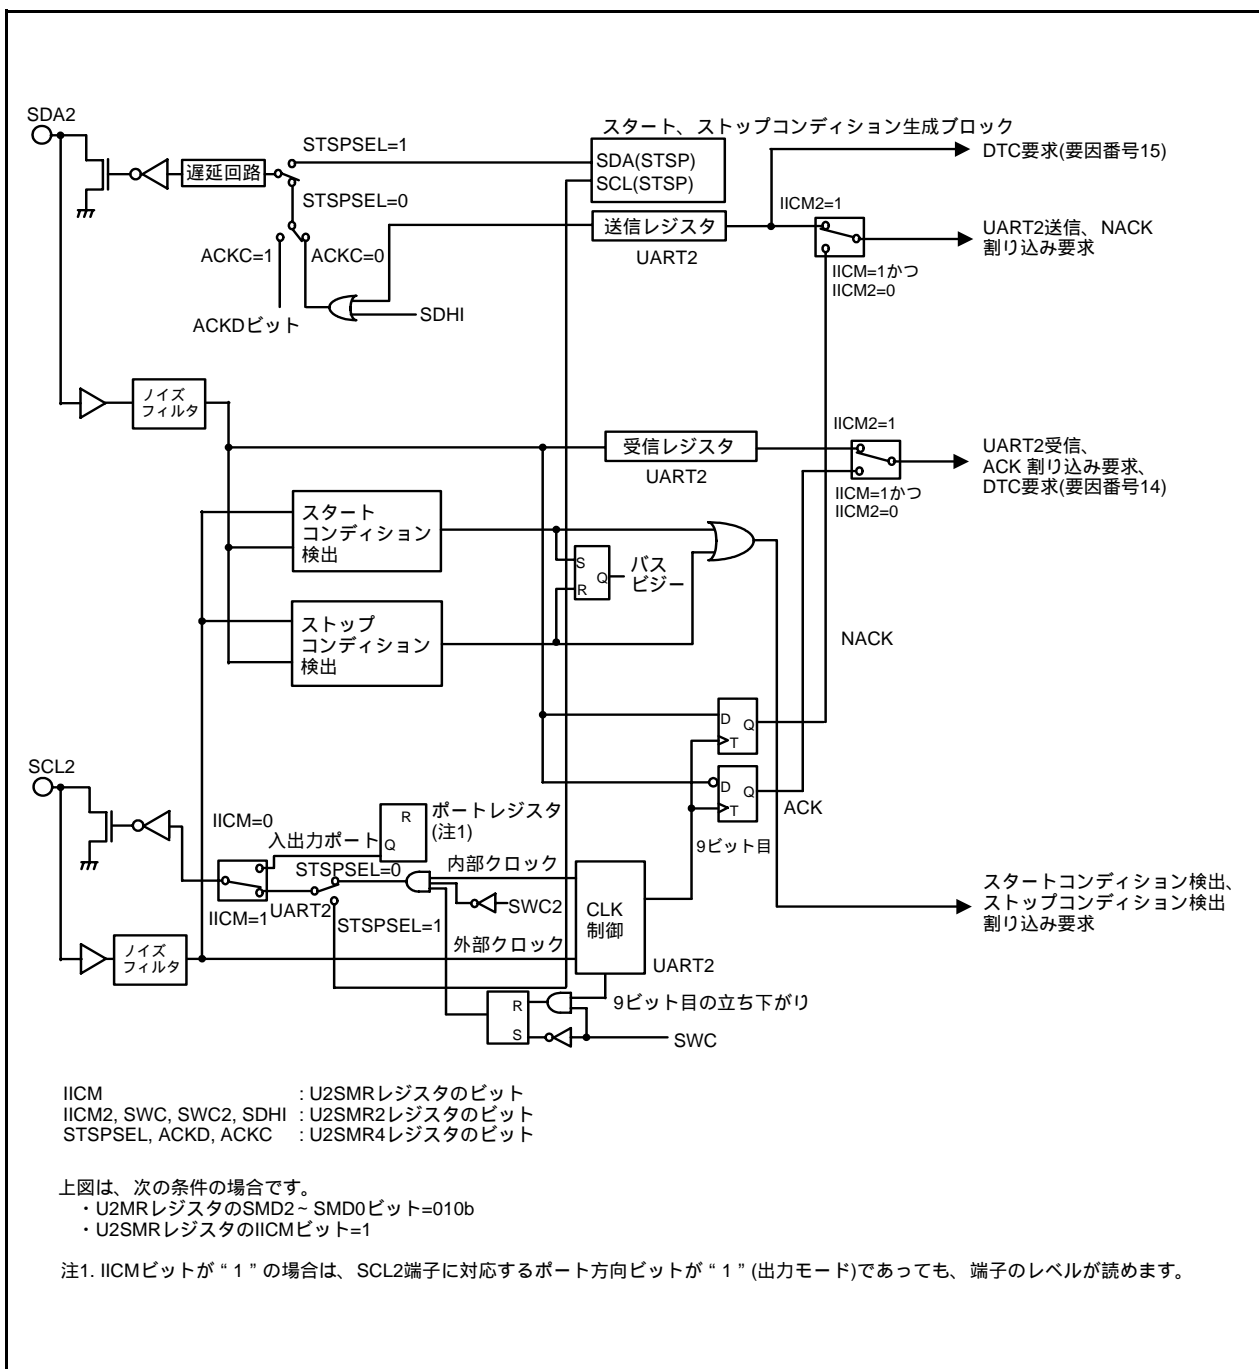 SDA2
STSPSEL=1
遅延回路
STSPSEL=0
ACKC=1
ACKC=0
ACKDビット
SDHI
スタート、ストップコンディション生成ブロック
SDA(STSP)
SCL(STSP)
送信レジスタ
UART2
IICM2=1
IICM=1かつ
IICM2=0
DTC要求(要因番号15)
UART2送信、NACK
割り込み要求
ノイズ
フィルタ
受信レジスタ
UART2
IICM2=1
IICM=1かつ
IICM2=0
UART2受信、
ACK 割り込み要求、
DTC要求(要因番号14)
スタート
コンディション
検出
S
R
Q
バス
ビジー
ストップ
コンディション
検出
NACK
D
Q
T
D
Q
T
ACK
9ビット目
SCL2
IICM=0
入出力ポート
R
Q
ポートレジスタ
(注1)
STSPSEL=0
IICM=1
UART2
STSPSEL=1
内部クロック
SWC2
外部クロック
CLK
制御
UART2
ノイズ
フィルタ
R
S
9ビット目の立ち下がり
SWC
スタートコンディション検出、
ストップコンディション検出
割り込み要求
IICM : U2SMRレジスタのビット
IICM2, SWC, SWC2, SDHI : U2SMR2レジスタのビット
STSPSEL, ACKD, ACKC : U2SMR4レジスタのビット
上図は、次の条件の場合です。
・U2MRレジスタのSMD2~SMD0ビット=010b
・U2SMRレジスタのIICMビット=1
注1. IICMビットが“1”の場合は、SCL2端子に対応するポート方向ビットが“1”(出力モード)であっても、端子のレベルが読めます。